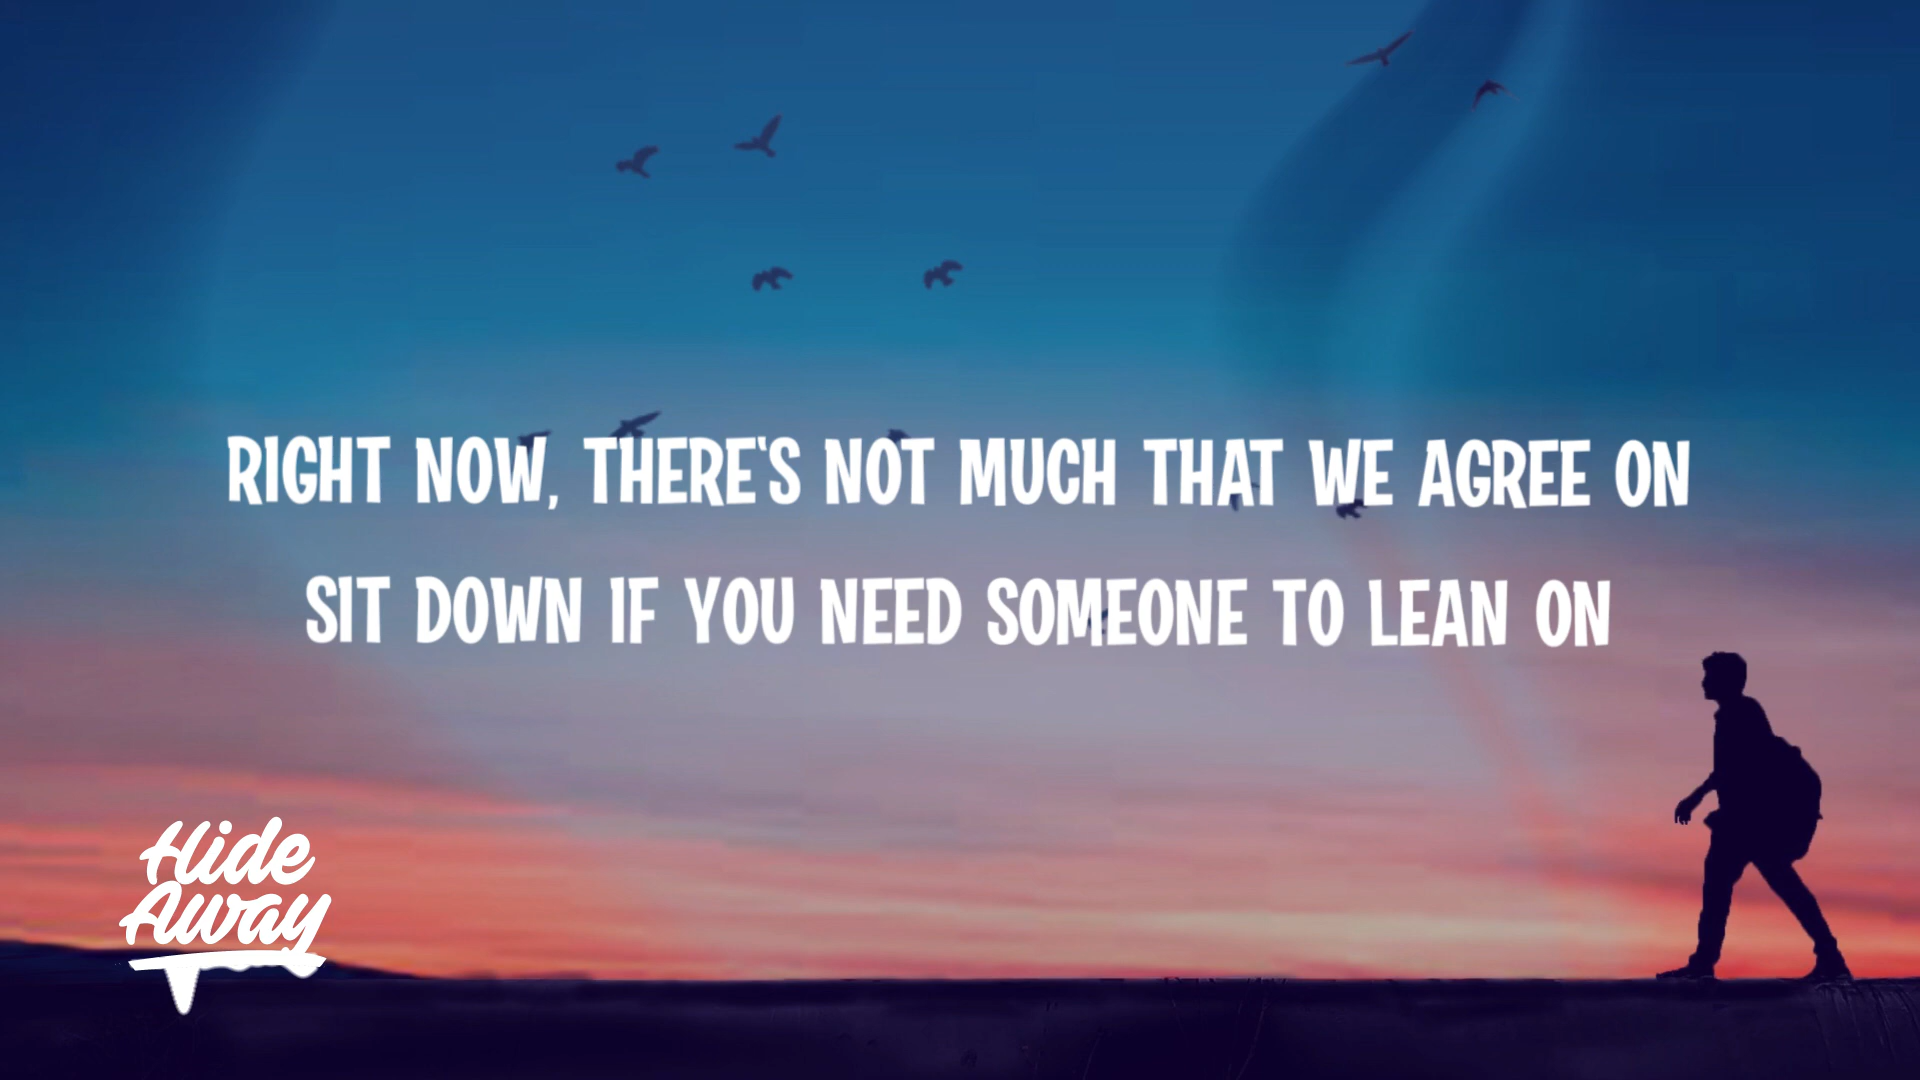 RIGHT NOW, THERE'S NOT MUCH THAT WE AGREE ON
SIT DOWN IF YOU NEED SOMEONE TO LEAN ON
Hide
Away